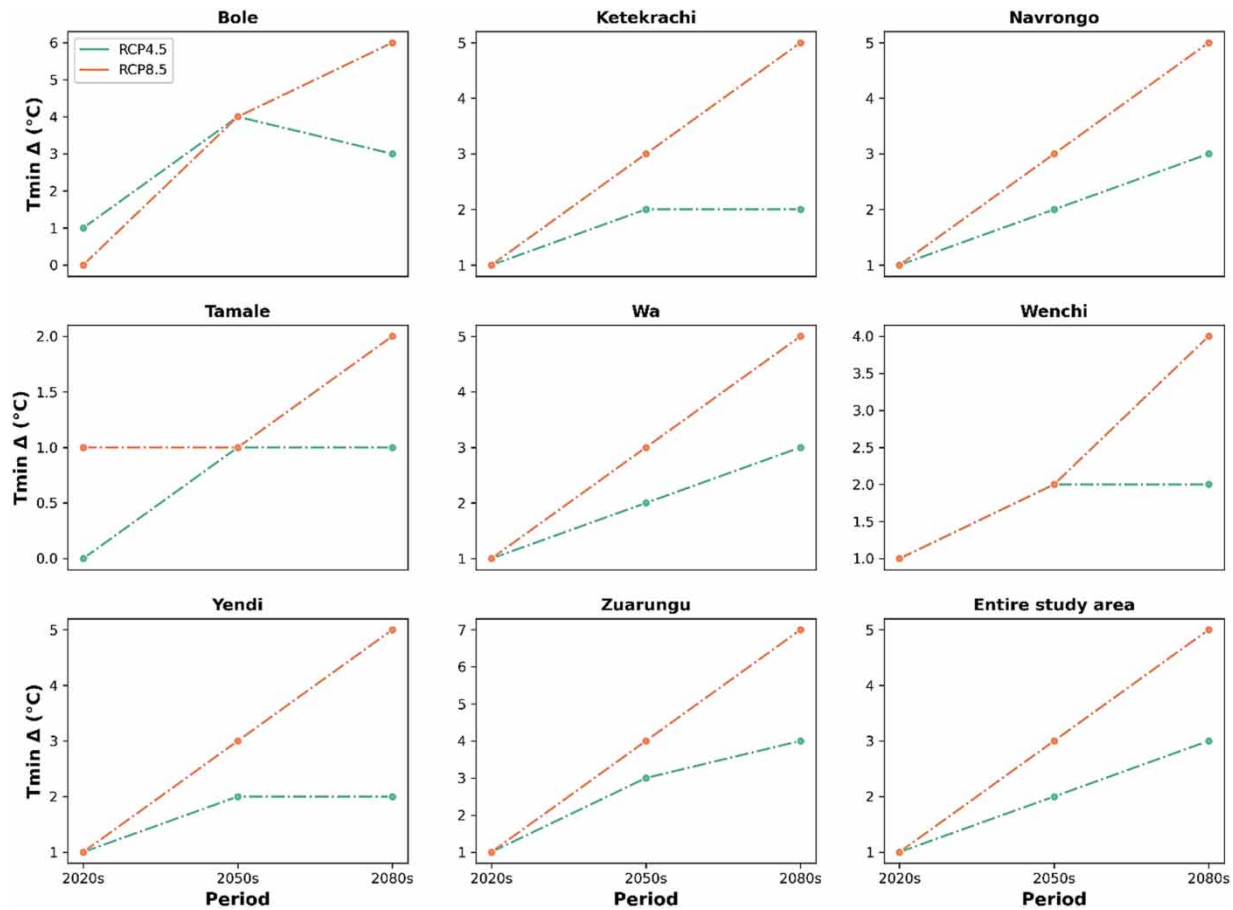 Bole
Ketekrachi
Navrongo
RCP4.5
RCP8.5
Tmin Δ (°C)
6
5
4
3
2
1
0
5
4
3
2
1
5
4
3
2
1
Tamale
Wa
Wenchi
Tmin Δ (°C)
2.0
1.5
1.0
0.5
0.0
5
4
3
2
1
4.0
3.5
3.0
2.5
2.0
1.5
1.0
Yendi
Zuarungu
Entire study area
Tmin Δ (°C)
5
4
3
2
1
7
6
5
4
3
2
1
5
4
3
2
1
2020s 2050s 2080s
2020s 2050s 2080s
2020s 2050s 2080s
Period
Period
Period